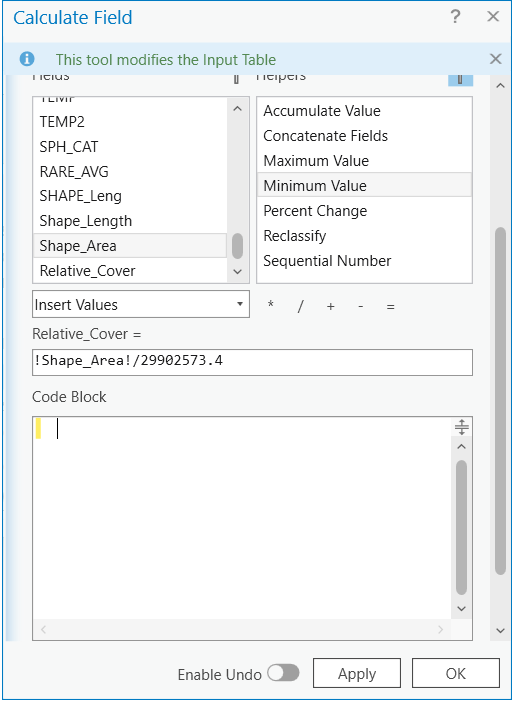 Calculate Field ? ×
This tool modifies the Input Table ×
Fields Helpers
TEMP
TEMP2
SPH_CAT
RARE_AVG
SHAPE_Leng
Shape_Length
Shape_Area
Relative_Cover
Accumulate Value
Concatenate Fields
Maximum Value
Minimum Value
Percent Change
Reclassify
Sequential Number
Insert Values * / + - =
Relative_Cover =
!Shape_Area!/29902573.4
Code Block
Enable Undo Apply OK